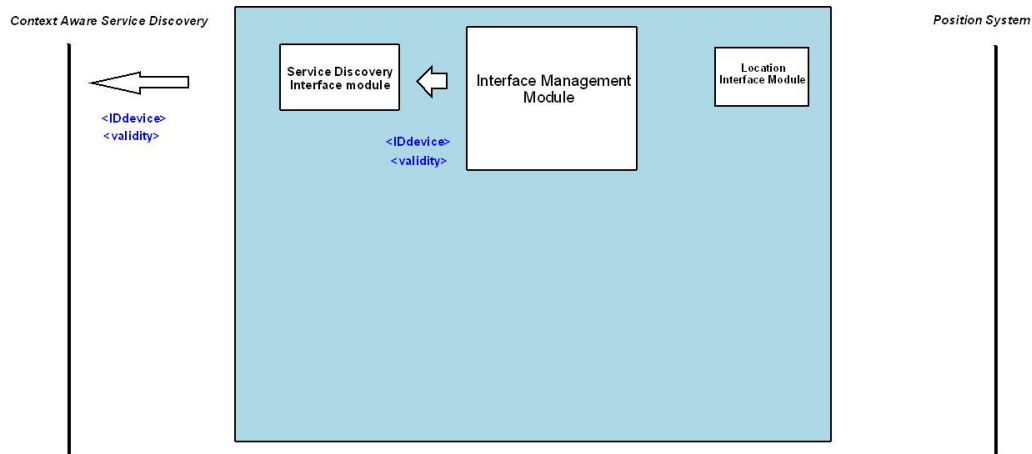 Context Aware Service Discovery
Position System
Service Discovery
Interface module
Interface Management
Module
Location
Interface Module
<IDdevice>
<validity>
<IDdevice>
<validity>